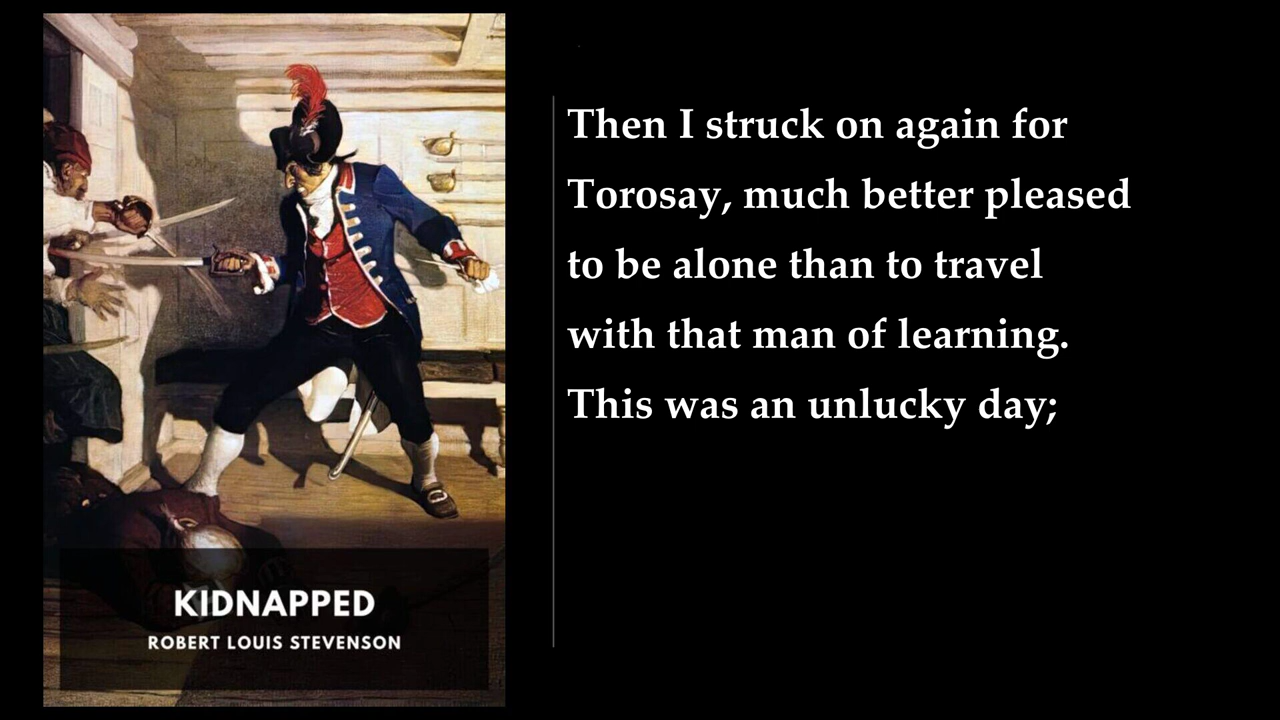 KIDNAPPED
ROBERT LOUIS STEVENSON
Then I struck on again for
Torosay, much better pleased
to be alone than to travel
with that man of learning.
This was an unlucky day;